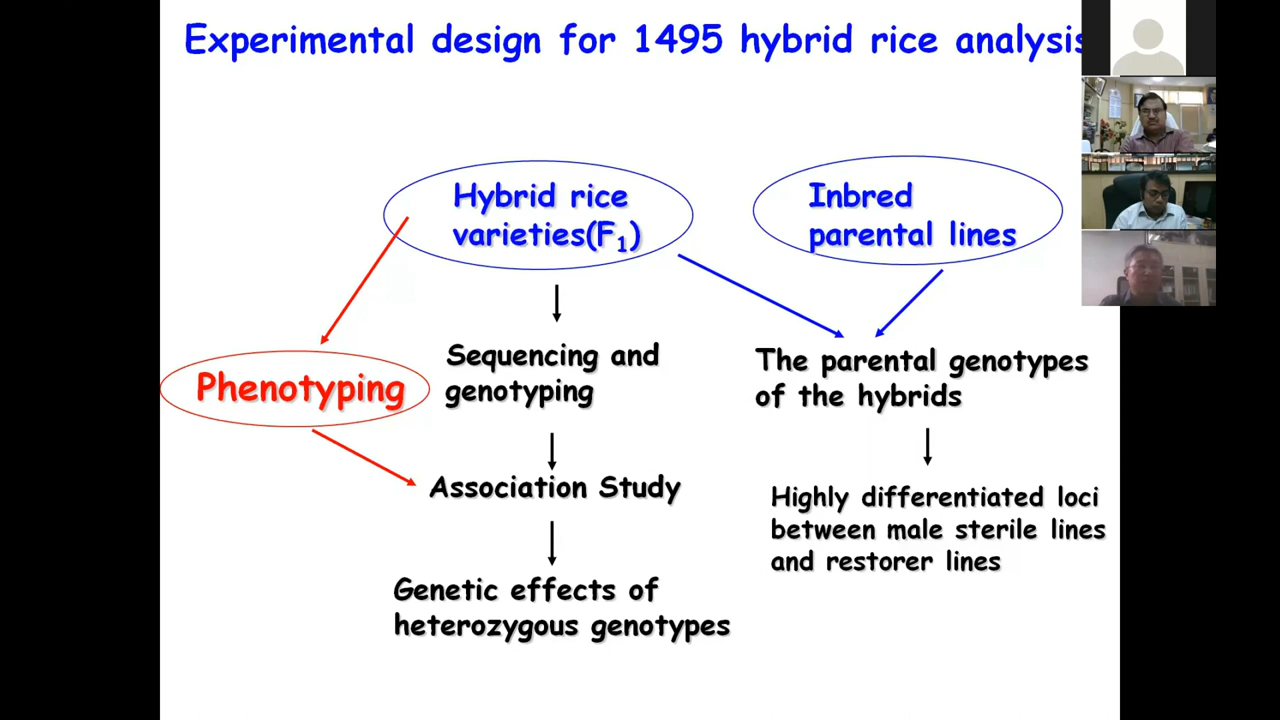 Experimental design for 1495 hybrid rice analysis
Hybrid rice
varieties(F1)
Inbred
parental lines
Phenotyping
Sequencing and
genotyping
The parental genotypes
of the hybrids
Association Study
Highly differentiated loci
between male sterile lines
and restorer lines
Genetic effects of
heterozygous genotypes